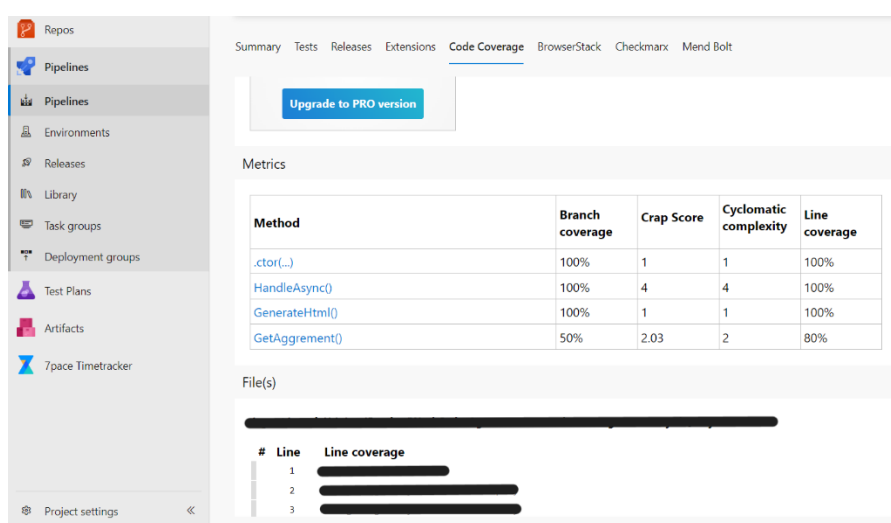 Repos
Pipelines
Pipelines
Environments
Releases
Library
Task groups
Deployment groups
Test Plans
Artifacts
7pace Timetracker
Project settings
Summary Tests Releases Extensions Code Coverage BrowserStack Checkmarx Mend Bolt
Upgrade to PRO version
Metrics
Method Branch coverage Crap Score Cyclomatic complexity Line coverage
.ctor(...) 100% 1 1 100%
HandleAsync() 100% 4 4 100%
GenerateHtml() 100% 1 1 100%
GetAggrement() 50% 2.03 2 80%
File(s)
# Line Line coverage
1
2
3